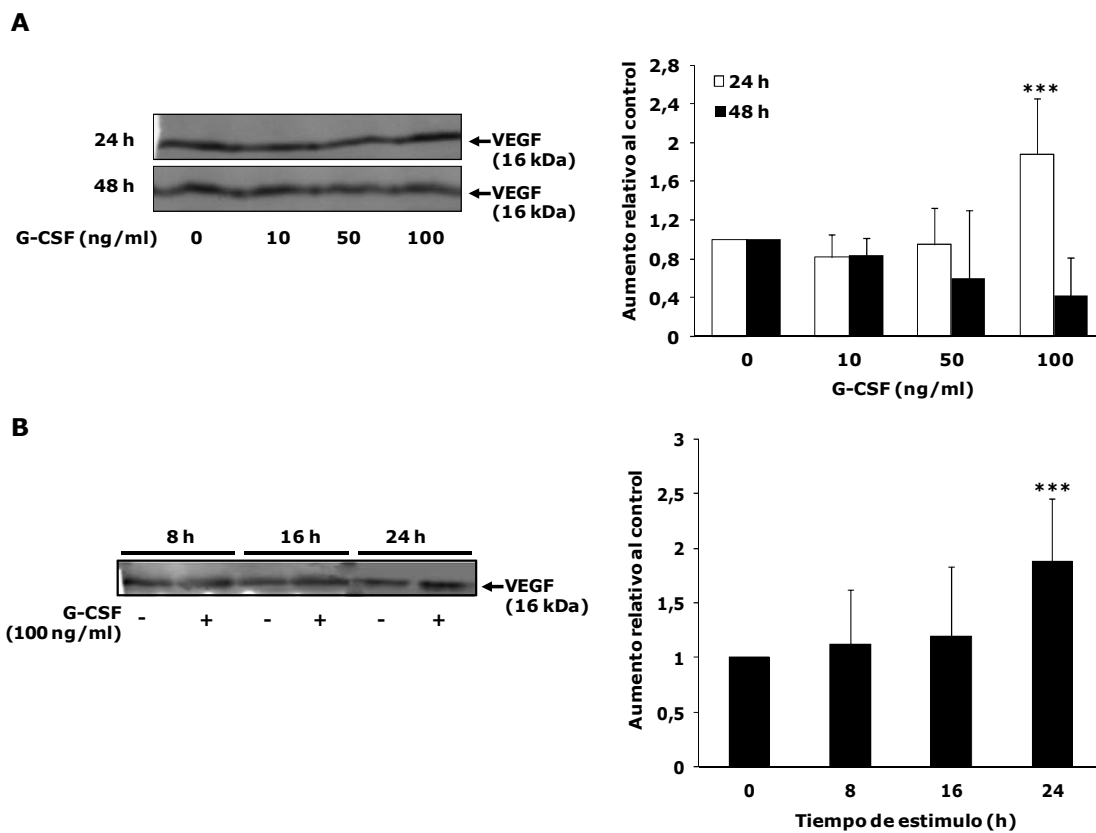 A
24 h
VEGF
(16 kDa)
48 h
VEGF
(16 kDa)
G-CSF (ng/ml) 0 10 50 100
Aumento relativo al control
2,8
2,4
2
1,6
1,2
0,8
0,4
0
24 h
48 h
***
0 10 50 100
G-CSF (ng/ml)
B
8 h 16 h 24 h
VEGF
(16 kDa)
G-CSF
(100 ng/ml)
- + - + - +
Aumento relativo al control
3
2,5
2
1,5
1
0,5
0
***
0 8 16 24
Tiempo de estimulo (h)